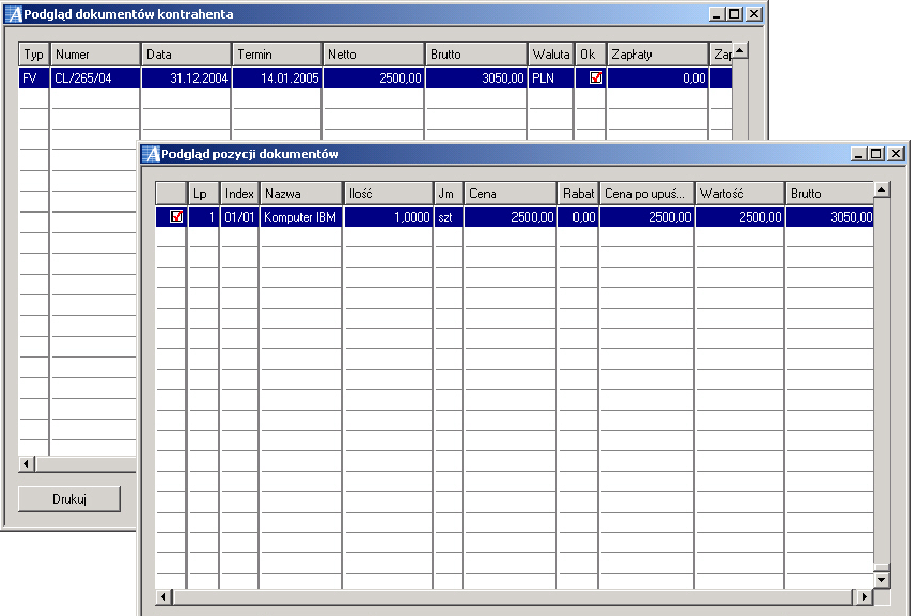 Podgląd dokumentów kontrahenta
Typ Numer Data Termin Netto Brutto Waluta Ok Zapłaty Zap
FV CL/265/04 31.12.2004 14.01.2005 2500,00 3050,00 PLN 0,00
Podgląd pozycji dokumentów
Lp Index Nazwa Ilość Jm Cena Rabat Cena po upuś... Wartość Brutto
1 01/01 Komputer IBM 1,0000 szt 2500,00 0,00 2500,00 2500,00 3050,00
Drukuj